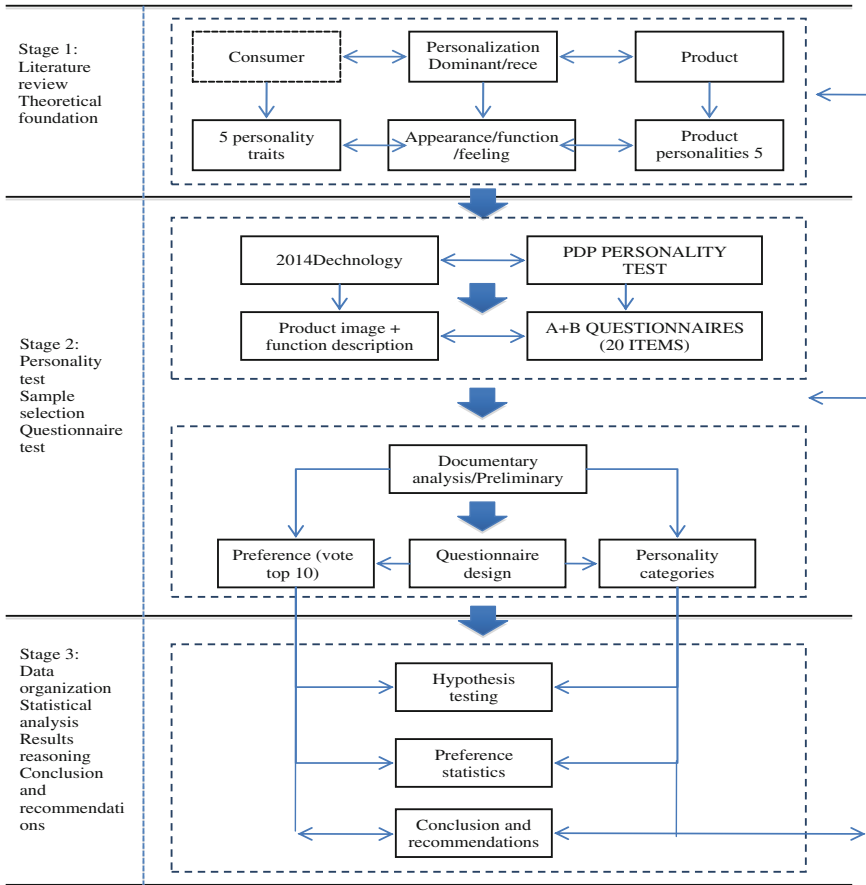 Stage 1:
Literature
review
Theoretical
foundation
Consumer
Personalization
Dominant/rece
Product
5 personality
traits
Appearance/function
/feeling
Product
personalities 5
Stage 2:
Personality
test
Sample
selection
Questionnaire
test
2014Dechnology
PDP PERSONALITY
TEST
Product image +
function description
A+B QUESTIONNAIRES
(20 ITEMS)
Documentary
analysis/Preliminary
Preference (vote
top 10)
Questionnaire
design
Personality
categories
Stage 3:
Data
organization
Statistical
analysis
Results
reasoning
Conclusion
and
recommendati
ons
Hypothesis
testing
Preference
statistics
Conclusion and
recommendations